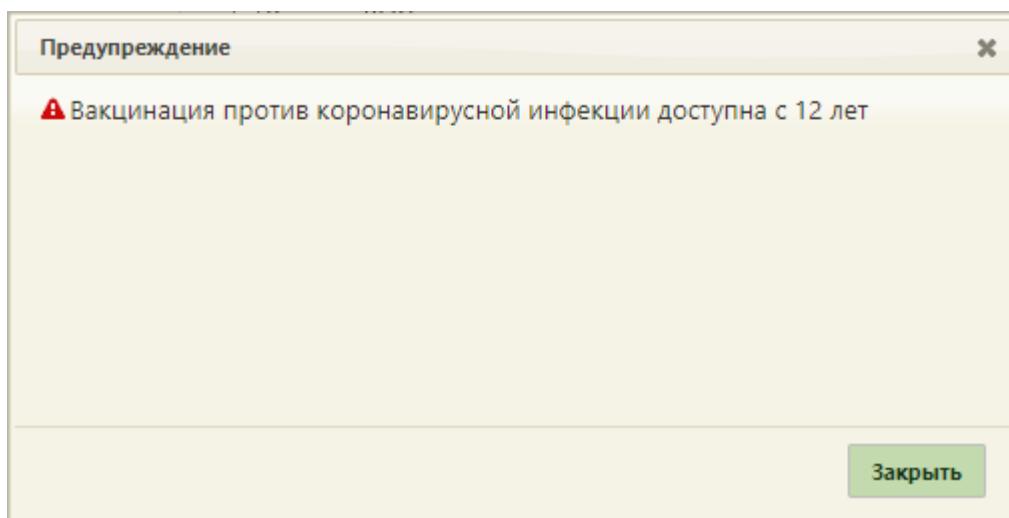 Предупреждение
Вакцинация против коронавирусной инфекции доступна с 12 лет
Закрыть